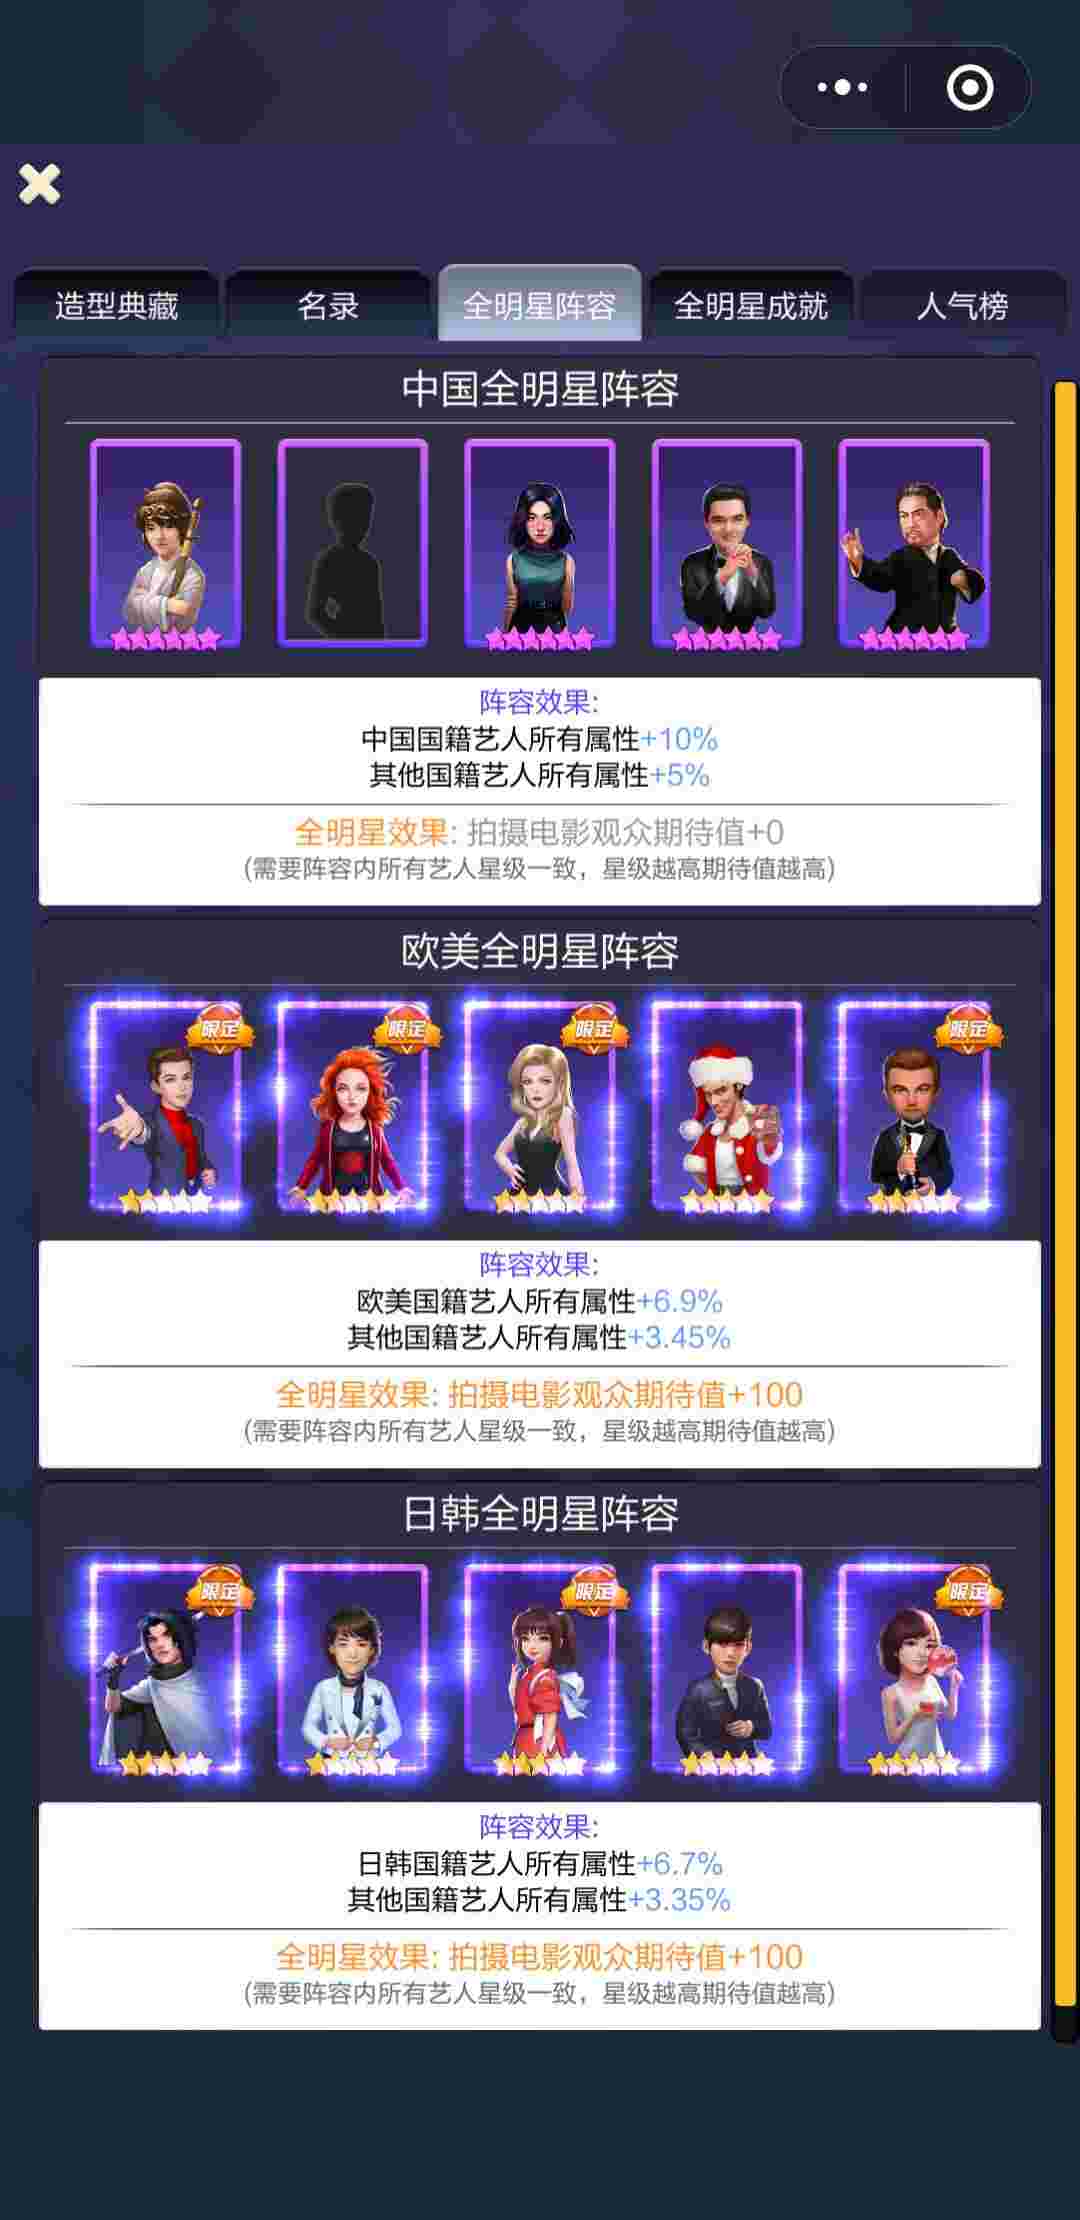 造型典藏
名录
全明星阵容
全明星成就
人气榜
中国全明星阵容
阵容效果:
中国国籍艺人所有属性+10%
其他国籍艺人所有属性+5%
全明星效果: 拍摄电影观众期待值+0
(需要阵容内所有艺人星级一致，星级越高期待值越高)
欧美全明星阵容
限定
限定
限定
限定
阵容效果:
欧美国籍艺人所有属性+6.9%
其他国籍艺人所有属性+3.45%
全明星效果: 拍摄电影观众期待值+100
(需要阵容内所有艺人星级一致，星级越高期待值越高)
日韩全明星阵容
限定
限定
限定
阵容效果:
日韩国籍艺人所有属性+6.7%
其他国籍艺人所有属性+3.35%
全明星效果: 拍摄电影观众期待值+100
(需要阵容内所有艺人星级一致，星级越高期待值越高)